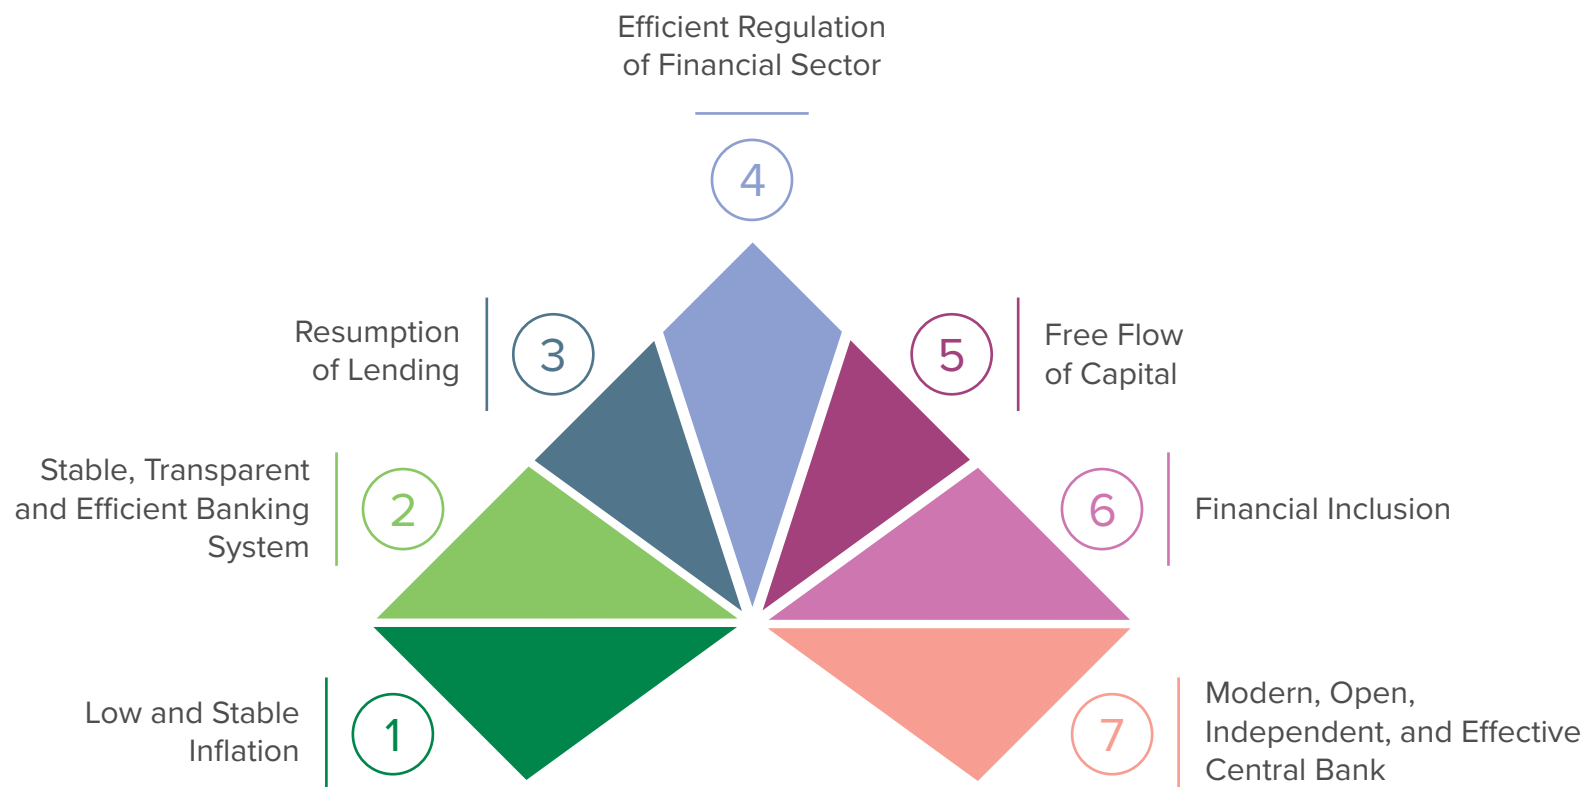 Efficient Regulation
of Financial Sector
4
Resumption
of Lending
3
5
Free Flow
of Capital
Stable, Transparent
and Efficient Banking
System
2
6
Financial Inclusion
Low and Stable
Inflation
1
7
Modern, Open,
Independent, and Effective
Central Bank